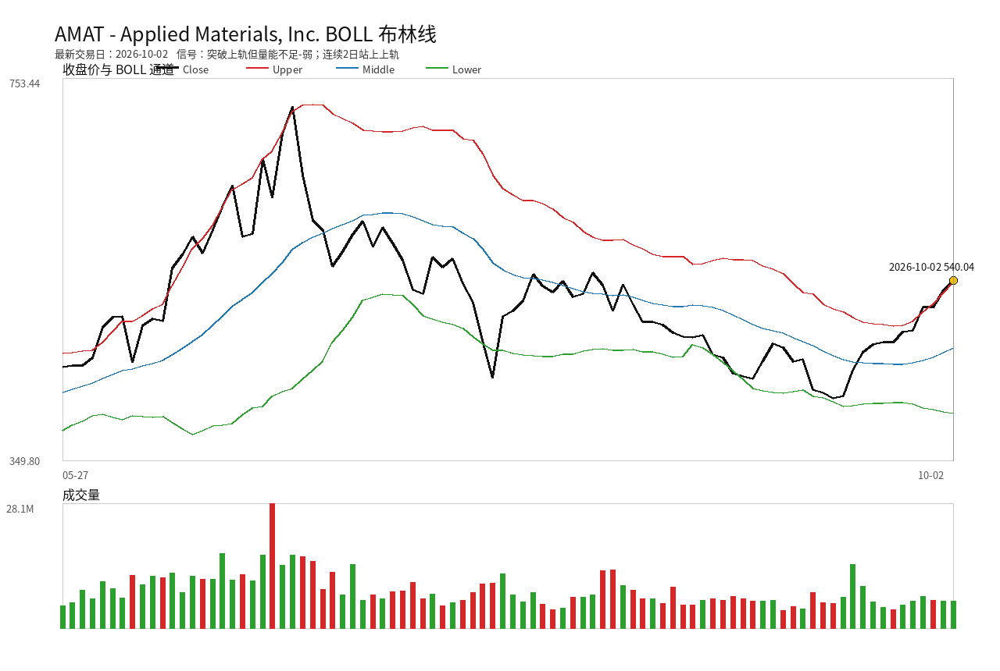 AMAT - Applied Materials, Inc. BOLL 布林线
最新交易日：2026-10-02 信号：突破上轨但量能不足-弱；连续2日站上上轨
收盘价与 BOLL 通道 Close Upper Middle Lower
753.44
2026-10-02 540.04
349.80
05-27 10-02
成交量
28.1M